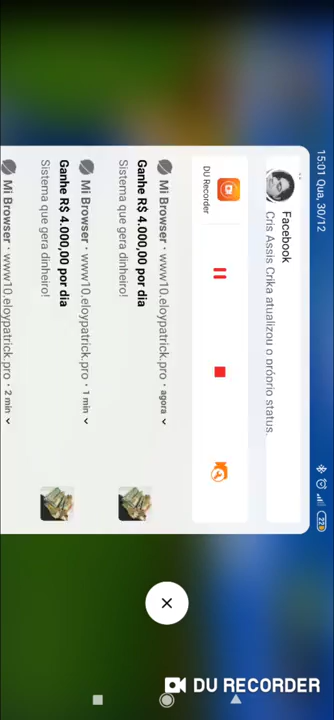 15:01 Qua, 30/12
22
Facebook
Cris Assis Crika atualizou o próprio status.
DU Recorder
Mi Browser · www10.eloypatrick.pro · agora
Ganhe R$ 4.000,00 por dia
Sistema que gera dinheiro!
Mi Browser · www10.eloypatrick.pro · 1 min
Ganhe R$ 4.000,00 por dia
Sistema que gera dinheiro!
Mi Browser · www10.eloypatrick.pro · 2 min
DU RECORDER